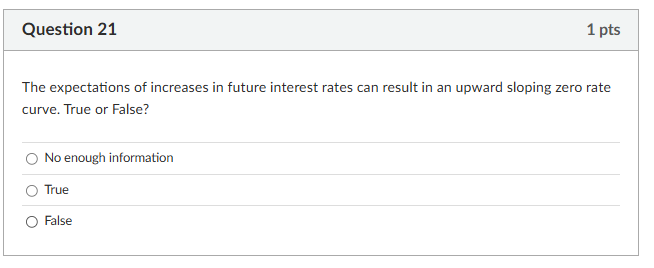 Question 21
1 pts
The expectations of increases in future interest rates can result in an upward sloping zero rate
curve. True or False?
No enough information
True
False